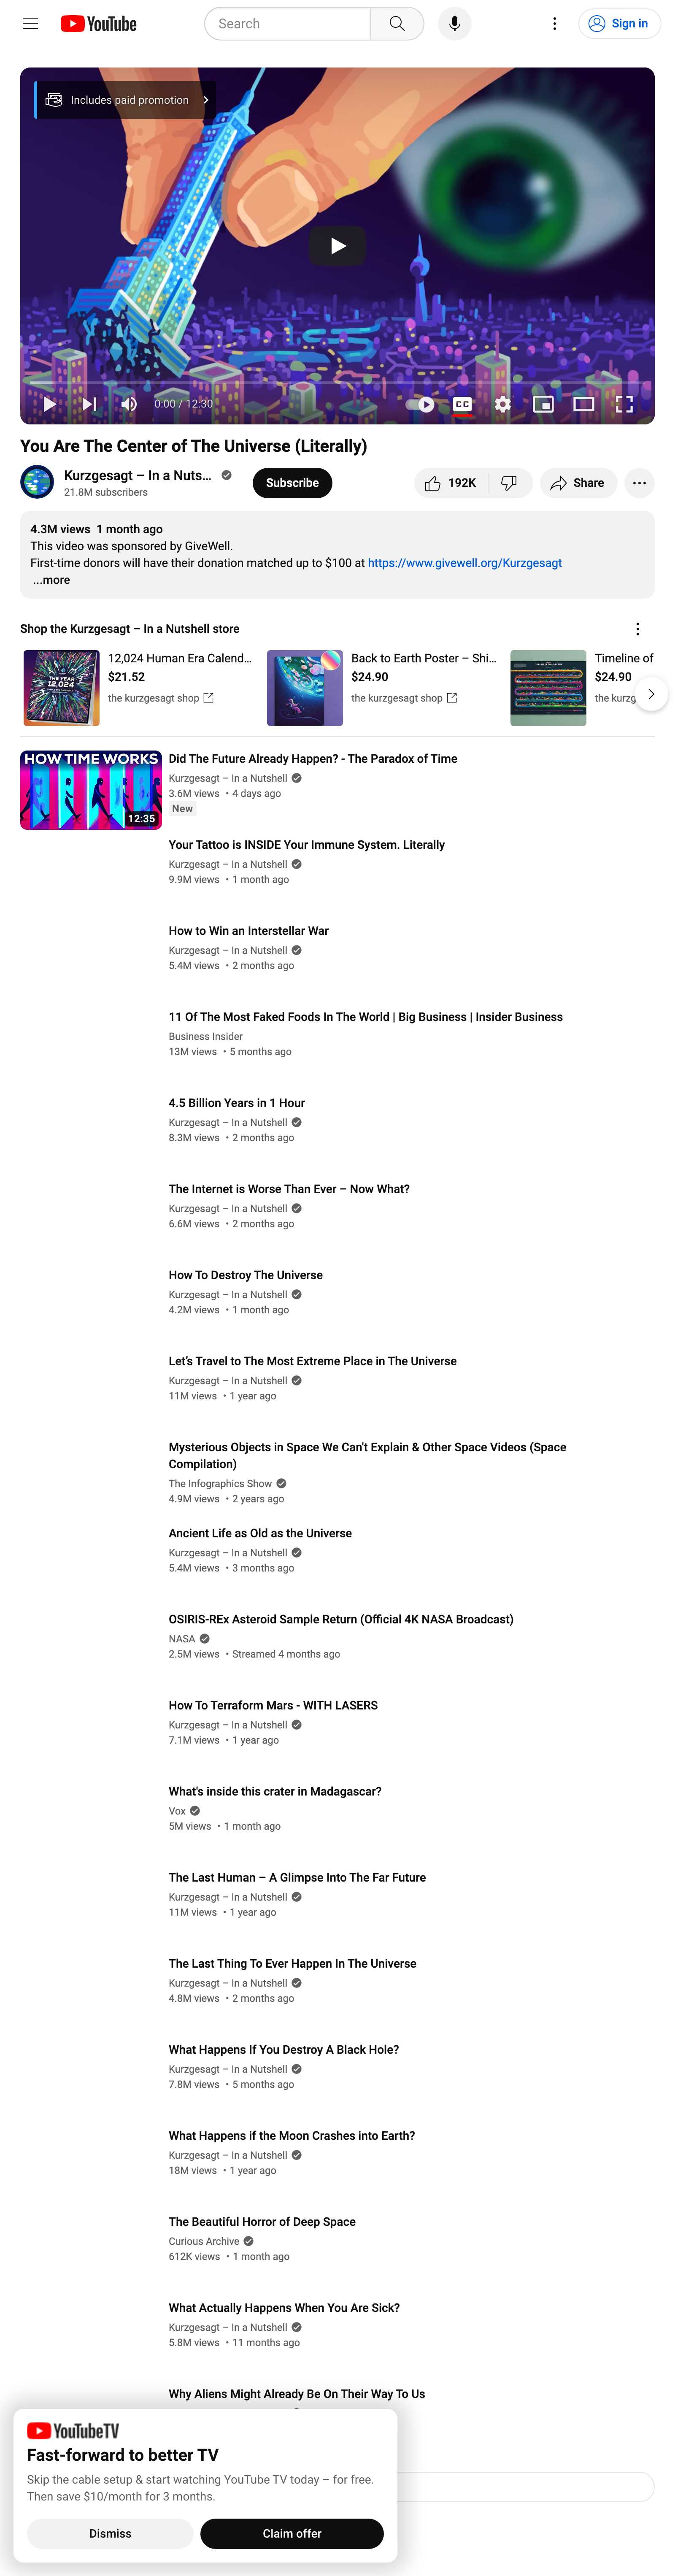 YouTube
Search
Sign in
Includes paid promotion
0:00 / 12:30
CC
You Are The Center of The Universe (Literally)
Kurzgesagt – In a Nuts...
21.8M subscribers
Subscribe
192K
Share
4.3M views 1 month ago
This video was sponsored by GiveWell.
First-time donors will have their donation matched up to $100 at https://www.givewell.org/Kurzgesagt
...more
Shop the Kurzgesagt – In a Nutshell store
THE YEAR
12,024
12,024 Human Era Calend...
$21.52
the kurzgesagt shop
Back to Earth Poster – Shi...
$24.90
the kurzgesagt shop
Timeline of
$24.90
the kurzg
HOW TIME WORKS
12:35
Did The Future Already Happen? - The Paradox of Time
Kurzgesagt – In a Nutshell
3.6M views • 4 days ago
New
Your Tattoo is INSIDE Your Immune System. Literally
Kurzgesagt – In a Nutshell
9.9M views • 1 month ago
How to Win an Interstellar War
Kurzgesagt – In a Nutshell
5.4M views • 2 months ago
11 Of The Most Faked Foods In The World | Big Business | Insider Business
Business Insider
13M views • 5 months ago
4.5 Billion Years in 1 Hour
Kurzgesagt – In a Nutshell
8.3M views • 2 months ago
The Internet is Worse Than Ever – Now What?
Kurzgesagt – In a Nutshell
6.6M views • 2 months ago
How To Destroy The Universe
Kurzgesagt – In a Nutshell
4.2M views • 1 month ago
Let’s Travel to The Most Extreme Place in The Universe
Kurzgesagt – In a Nutshell
11M views • 1 year ago
Mysterious Objects in Space We Can't Explain & Other Space Videos (Space
Compilation)
The Infographics Show
4.9M views • 2 years ago
Ancient Life as Old as the Universe
Kurzgesagt – In a Nutshell
5.4M views • 3 months ago
OSIRIS-REx Asteroid Sample Return (Official 4K NASA Broadcast)
NASA
2.5M views • Streamed 4 months ago
How To Terraform Mars - WITH LASERS
Kurzgesagt – In a Nutshell
7.1M views • 1 year ago
What's inside this crater in Madagascar?
Vox
5M views • 1 month ago
The Last Human – A Glimpse Into The Far Future
Kurzgesagt – In a Nutshell
11M views • 1 year ago
The Last Thing To Ever Happen In The Universe
Kurzgesagt – In a Nutshell
4.8M views • 2 months ago
What Happens If You Destroy A Black Hole?
Kurzgesagt – In a Nutshell
7.8M views • 5 months ago
What Happens if the Moon Crashes into Earth?
Kurzgesagt – In a Nutshell
18M views • 1 year ago
The Beautiful Horror of Deep Space
Curious Archive
612K views • 1 month ago
What Actually Happens When You Are Sick?
Kurzgesagt – In a Nutshell
5.8M views • 11 months ago
Why Aliens Might Already Be On Their Way To Us
YouTubeTV
Fast-forward to better TV
Skip the cable setup & start watching YouTube TV today – for free.
Then save $10/month for 3 months.
Dismiss
Claim offer